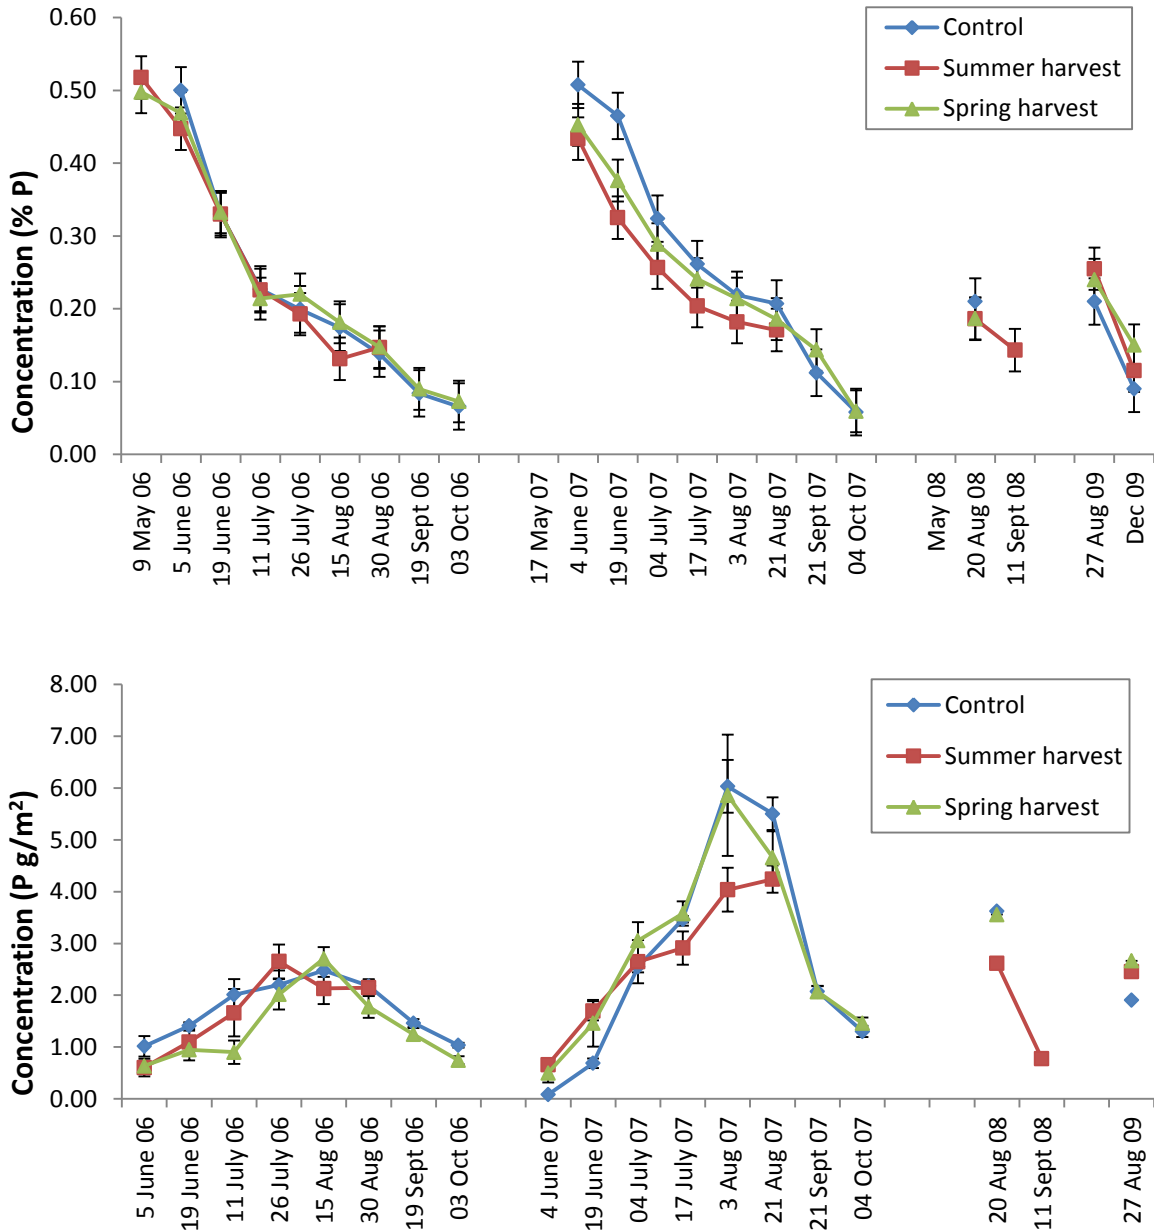 0.60
0.50
0.40
0.30
0.20
0.10
0.00
Concentration (% P)
Control
Summer harvest
Spring harvest
9 May 06
5 June 06
19 June 06
11 July 06
26 July 06
15 Aug 06
30 Aug 06
19 Sept 06
03 Oct 06
17 May 07
4 June 07
19 June 07
04 July 07
17 July 07
3 Aug 07
21 Aug 07
21 Sept 07
04 Oct 07
May 08
20 Aug 08
11 Sept 08
27 Aug 09
Dec 09
8.00
7.00
6.00
5.00
4.00
3.00
2.00
1.00
0.00
Concentration (P g/m²)
Control
Summer harvest
Spring harvest
5 June 06
19 June 06
11 July 06
26 July 06
15 Aug 06
30 Aug 06
19 Sept 06
03 Oct 06
4 June 07
19 June 07
04 July 07
17 July 07
3 Aug 07
21 Aug 07
21 Sept 07
04 Oct 07
20 Aug 08
11 Sept 08
27 Aug 09